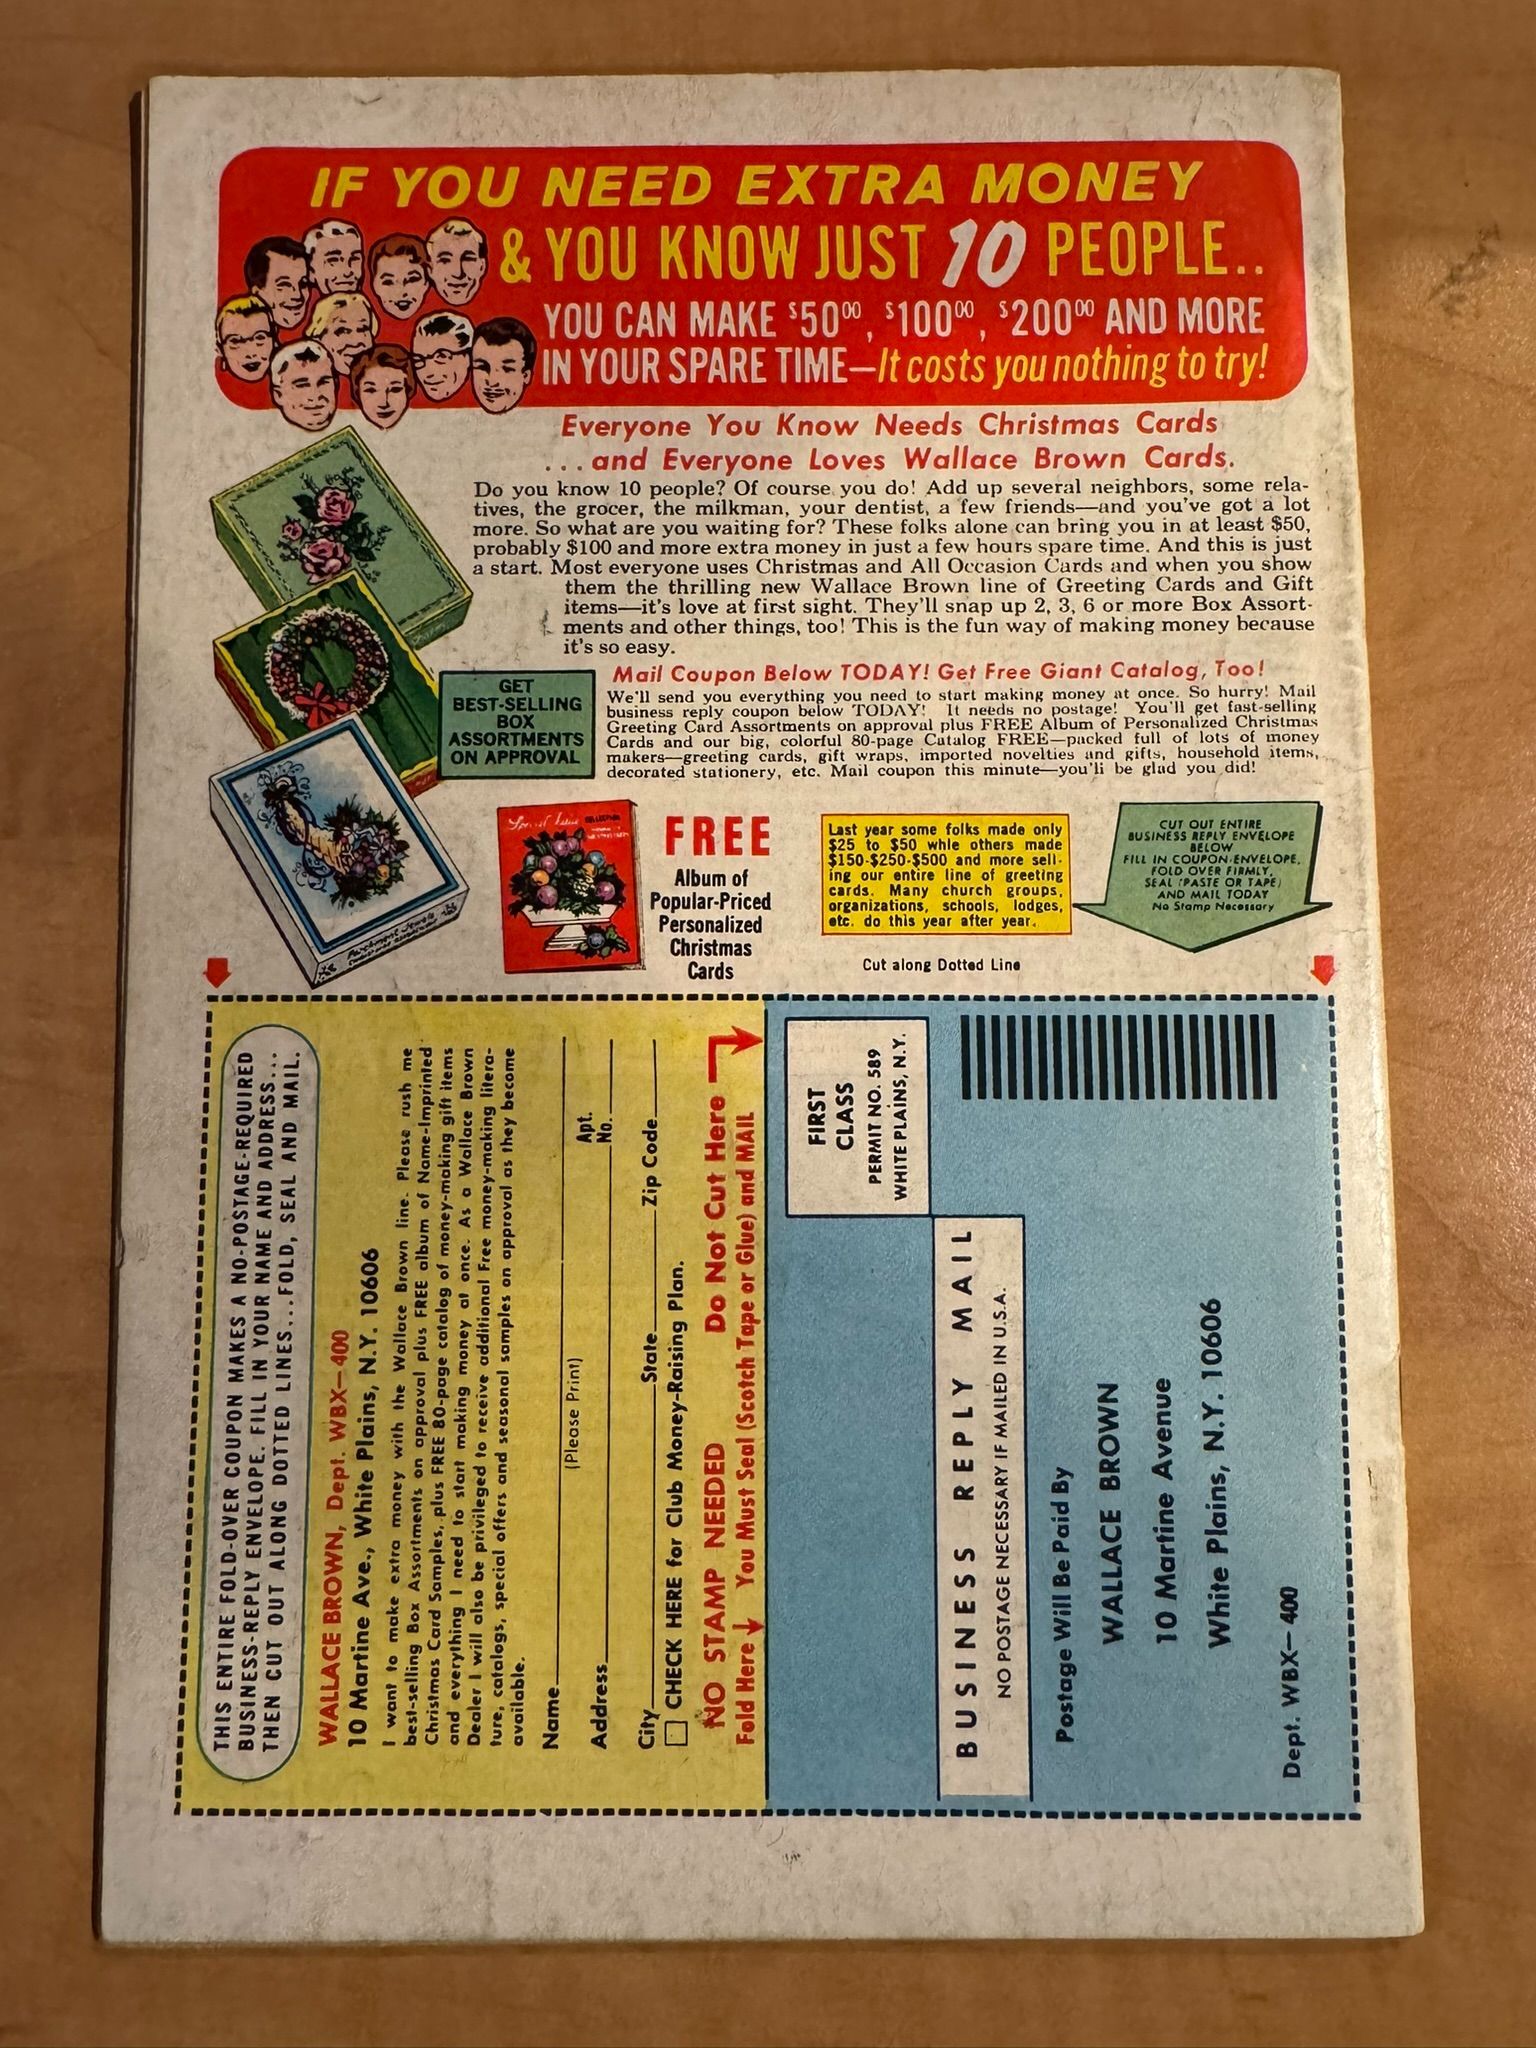 IF YOU NEED EXTRA MONEY
& YOU KNOW JUST 10 PEOPLE..
YOU CAN MAKE $50⁰⁰, $100⁰⁰, $200⁰⁰ AND MORE
IN YOUR SPARE TIME—It costs you nothing to try!
Everyone You Know Needs Christmas Cards
...and Everyone Loves Wallace Brown Cards.
Do you know 10 people? Of course you do! Add up several neighbors, some rela-
tives, the grocer, the milkman, your dentist, a few friends—and you've got a lot
more. So what are you waiting for? These folks alone can bring you in at least $50,
probably $100 and more extra money in just a few hours spare time. And this is just
a start. Most everyone uses Christmas and All Occasion Cards and when you show
them the thrilling new Wallace Brown line of Greeting Cards and Gift
items—it's love at first sight. They'll snap up 2, 3, 6 or more Box Assort-
ments and other things, too! This is the fun way of making money because
it's so easy.
GET
BEST-SELLING
BOX
ASSORTMENTS
ON APPROVAL
Mail Coupon Below TODAY! Get Free Giant Catalog, Too!
We'll send you everything you need to start making money at once. So hurry! Mail
business reply coupon below TODAY! It needs no postage! You'll get fast-selling
Greeting Card Assortments on approval plus FREE Album of Personalized Christmas
Cards and our big, colorful 80-page Catalog FREE—packed full of lots of money
makers—greeting cards, gift wraps, imported novelties and gifts, household items,
decorated stationery, etc. Mail coupon this minute—you'll be glad you did!
FREE
Album of
Popular-Priced
Personalized
Christmas
Cards
Last year some folks made only
$25 to $50 whle others made
$150-$250-$500 and more sell-
ing our entire line of greeting
cards. Many church groups,
organizations, schools, lodges,
etc. do this year after year.
Cut along Dotted Line
CUT OUT ENTIRE
BUSINESS REPLY ENVELOPE
BELOW
FILL IN COUPON-ENVELOPE,
FOLD OVER FIRMLY,
SEAL (PASTE OR TAPE)
AND MAIL TODAY
No Stamp Necessary
THIS ENTIRE FOLD-OVER COUPON MAKES A NO-POSTAGE-REQUIRED
BUSINESS-REPLY ENVELOPE. FILL IN YOUR NAME AND ADDRESS...
THEN CUT OUT ALONG DOTTED LINES...FOLD, SEAL AND MAIL.
WALLACE BROWN, Dept. WBX—400
10 Martine Ave., White Plains, N.Y. 10606
I want to make extra money with the Wallace Brown line. Please rush me
best-selling Box Assortments on approval plus FREE album of Name-Imprinted
Christmas Card Samples, plus FREE 80-page catalog of money-making gift items
and everything I need to start making money at once. As a Wallace Brown
Dealer I will also be privileged to receive additional Free money-making litera-
ture, catalogs, special offers and seasonal samples on approval as they become
available.
Name
(Please Print)
Address Apt. No.
City State Zip Code
CHECK HERE for Club Money-Raising Plan.
NO STAMP NEEDED Do Not Cut Here
Fold Here You Must Seal (Scotch Tape or Glue) and MAIL
FIRST
CLASS
PERMIT NO. 589
WHITE PLAINS, N.Y.
BUSINESS REPLY MAIL
NO POSTAGE NECESSARY IF MAILED IN U.S.A.
Postage Will Be Paid By
WALLACE BROWN
10 Martine Avenue
White Plains, N.Y. 10606
Dept. WBX—400